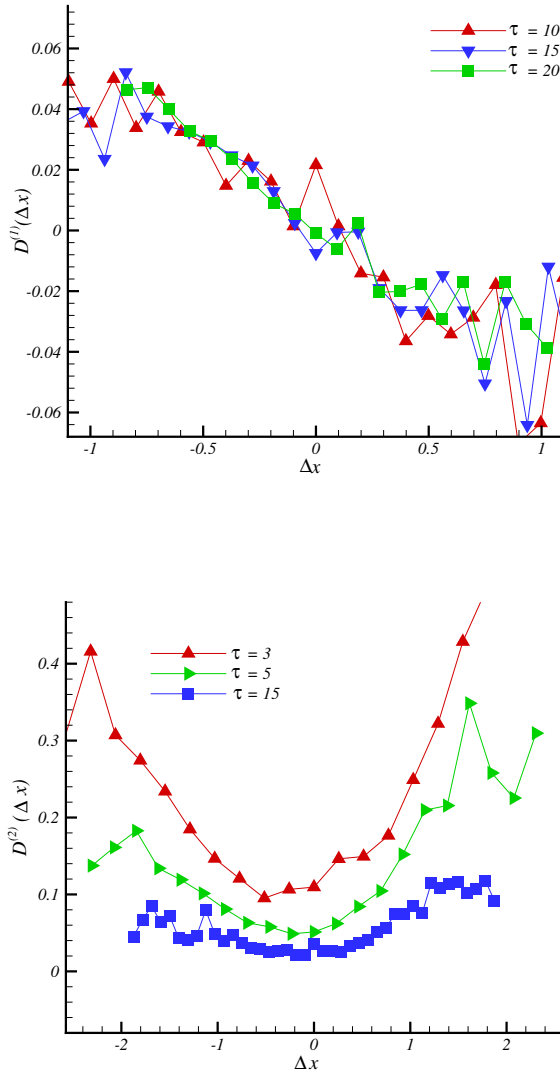 τ = 10
τ = 15
τ = 20
0.06
0.04
0.02
0
-0.02
-0.04
-0.06
D⁽¹⁾(Δx)
-1 -0.5 0 0.5 1
Δx
τ = 3
τ = 5
τ = 15
0.4
0.3
0.2
0.1
0
D⁽²⁾(Δx)
-2 -1 0 1 2
Δx